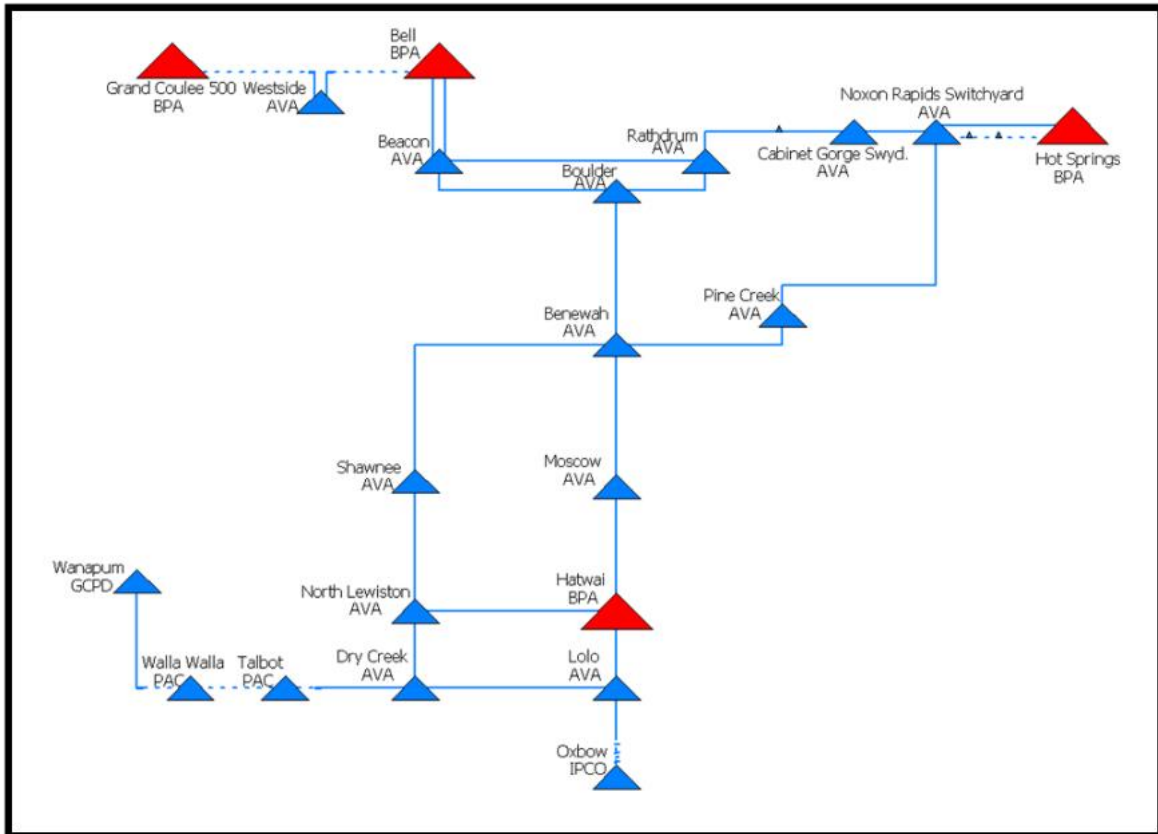 Bell
BPA
Grand Coulee 500
BPA
Westside
AVA
Noxon Rapids Switchyard
AVA
Beacon
AVA
Rathdrum
AVA
Cabinet Gorge Swyd.
AVA
Hot Springs
BPA
Boulder
AVA
Pine Creek
AVA
Benewah
AVA
Shawnee
AVA
Moscow
AVA
Wanapum
GCPD
North Lewiston
AVA
Hatwai
BPA
Walla Walla
PAC
Talbot
PAC
Dry Creek
AVA
Lolo
AVA
Oxbow
IPCO